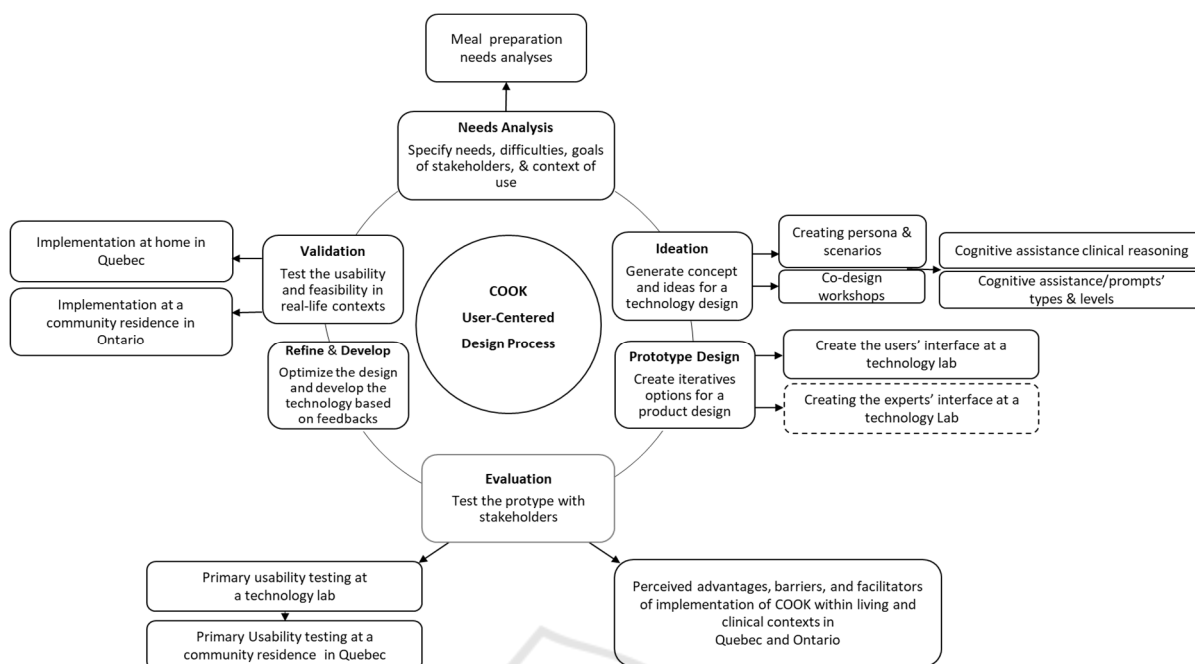 Meal preparation
needs analyses
Needs Analysis
Specify needs, difficulties, goals
of stakeholders, & context of
use
Implementation at home in
Quebec
Implementation at a
community residence in
Ontario
Validation
Test the usability
and feasibility in
real-life contexts
COOK
User-Centered
Design Process
Ideation
Generate concept
and ideas for a
technology design
Creating persona &
scenarios
Co-design
workshops
Cognitive assistance clinical reasoning
Cognitive assistance/prompts’
types & levels
Refine & Develop
Optimize the design
and develop the
technology based
on feedbacks
Prototype Design
Create iteratives
options for a
product design
Create the users’ interface at a
technology lab
Creating the experts’ interface at a
technology Lab
Evaluation
Test the protype with
stakeholders
Primary usability testing at
a technology lab
Primary Usability testing at a
community residence in Quebec
Perceived advantages, barriers, and facilitators
of implementation of COOK within living and
clinical contexts in
Quebec and Ontario